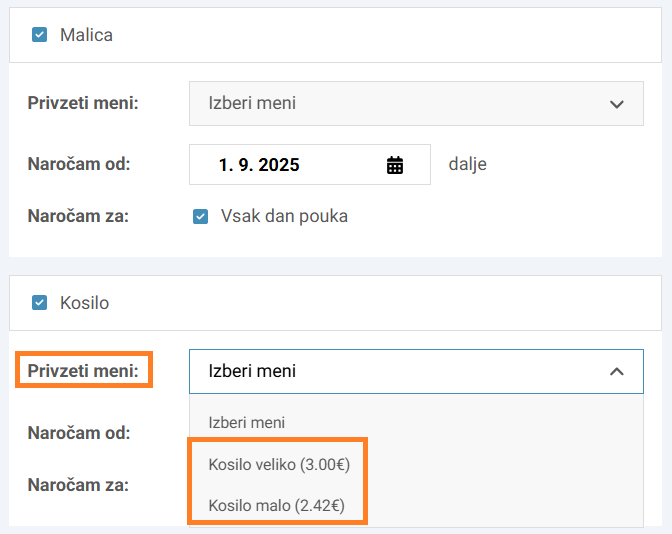 Malica
Privzeti meni: Izberi meni
Naročam od: 1. 9. 2025 dalje
Naročam za: Vsak dan pouka
Kosilo
Privzeti meni: Izberi meni
Izberi meni
Naročam od:
Kosilo veliko (3.00€)
Naročam za:
Kosilo malo (2.42€)